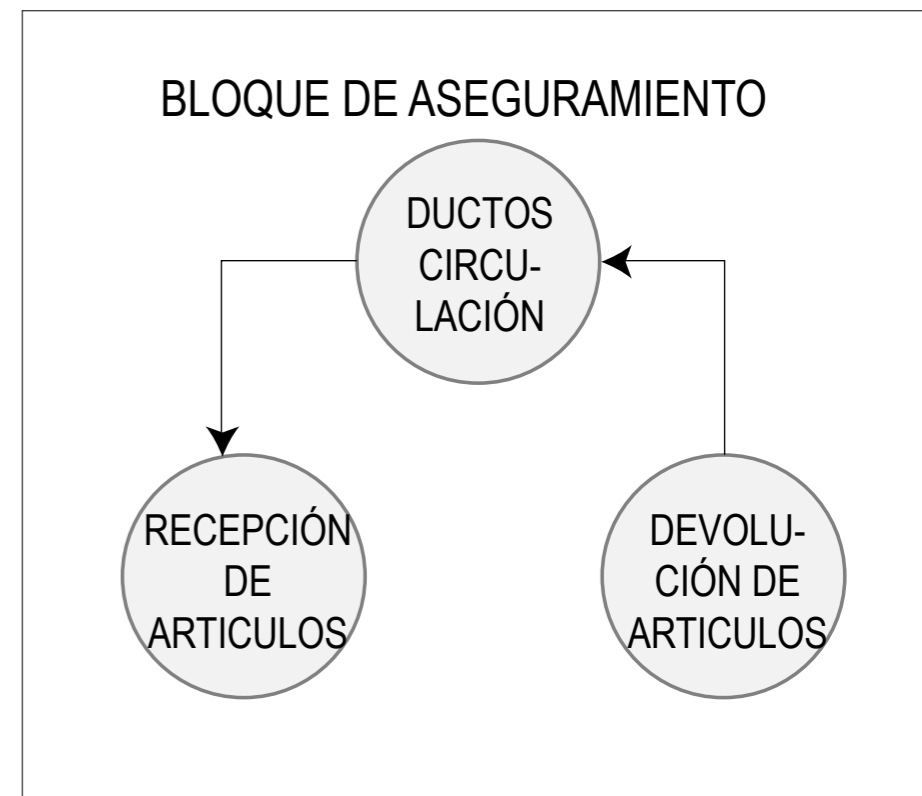 BLOQUE DE ASEGURAMIENTO
DUCTOS
CIRCU-
LACIÓN
RECEPCIÓN
DE
ARTICULOS
DEVOLU-
CIÓN DE
ARTICULOS